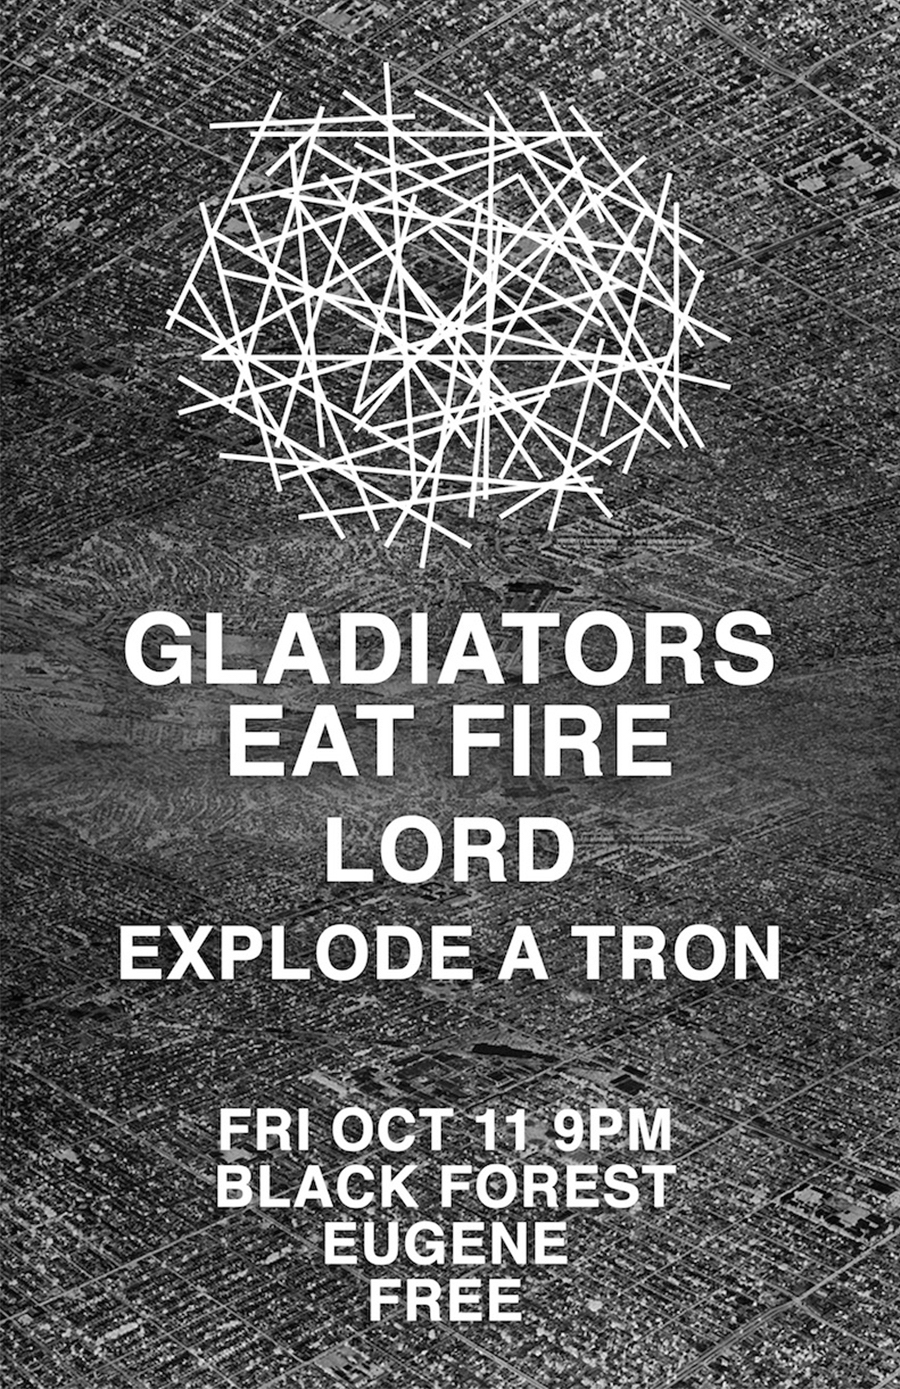 GLADIATORS
EAT FIRE
LORD
EXPLODE A TRON
FRI OCT 11 9PM
BLACK FOREST
EUGENE
FREE